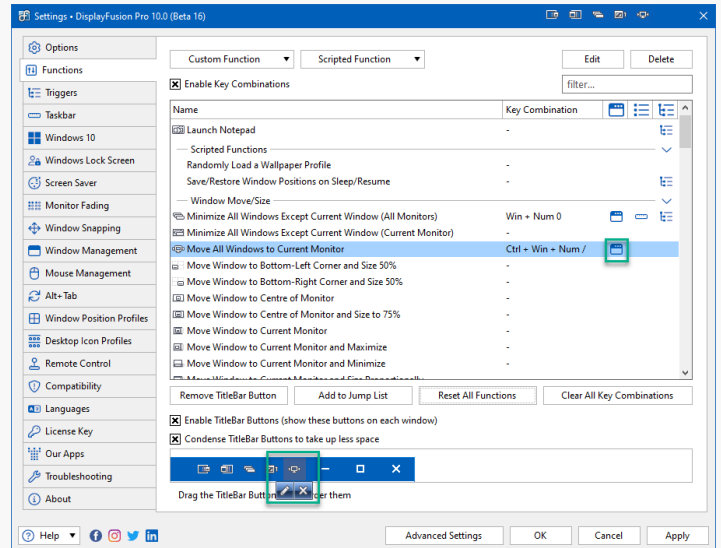 Settings • DisplayFusion Pro 10.0 (Beta 16)
Options
Functions
Triggers
Taskbar
Windows 10
Windows Lock Screen
Screen Saver
Monitor Fading
Window Snapping
Window Management
Mouse Management
Alt+Tab
Window Position Profiles
Desktop Icon Profiles
Remote Control
Compatibility
Languages
License Key
Our Apps
Troubleshooting
About
Custom Function Scripted Function Edit Delete
Enable Key Combinations filter...
Name Key Combination
Launch Notepad -
Scripted Functions
Randomly Load a Wallpaper Profile -
Save/Restore Window Positions on Sleep/Resume -
Window Move/Size
Minimize All Windows Except Current Window (All Monitors) Win + Num 0
Minimize All Windows Except Current Window (Current Monitor) -
Move All Windows to Current Monitor Ctrl + Win + Num /
Move Window to Bottom-Left Corner and Size 50% -
Move Window to Bottom-Right Corner and Size 50% -
Move Window to Centre of Monitor -
Move Window to Centre of Monitor and Size to 75% -
Move Window to Current Monitor -
Move Window to Current Monitor and Maximize -
Move Window to Current Monitor and Minimize -
Move Window to Current Monitor and Size Proportionally
Remove TitleBar Button Add to Jump List Reset All Functions Clear All Key Combinations
Enable TitleBar Buttons (show these buttons on each window)
Condense TitleBar Buttons to take up less space
Drag the TitleBar Button der them
Help Advanced Settings OK Cancel Apply